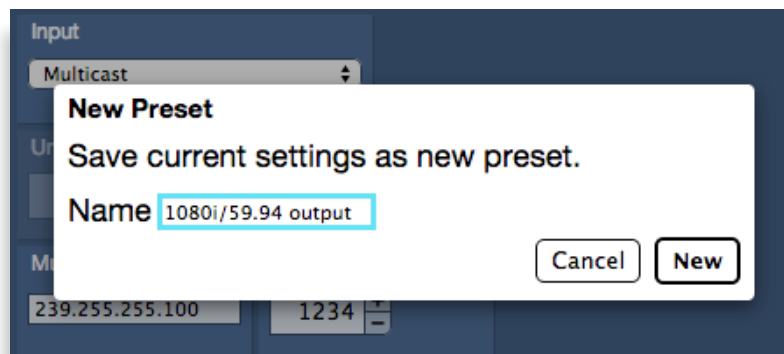 Input
Multicast
New Preset
Save current settings as new preset.
Name 1080i/59.94 output
Cancel New
239.255.255.100 1234 + −